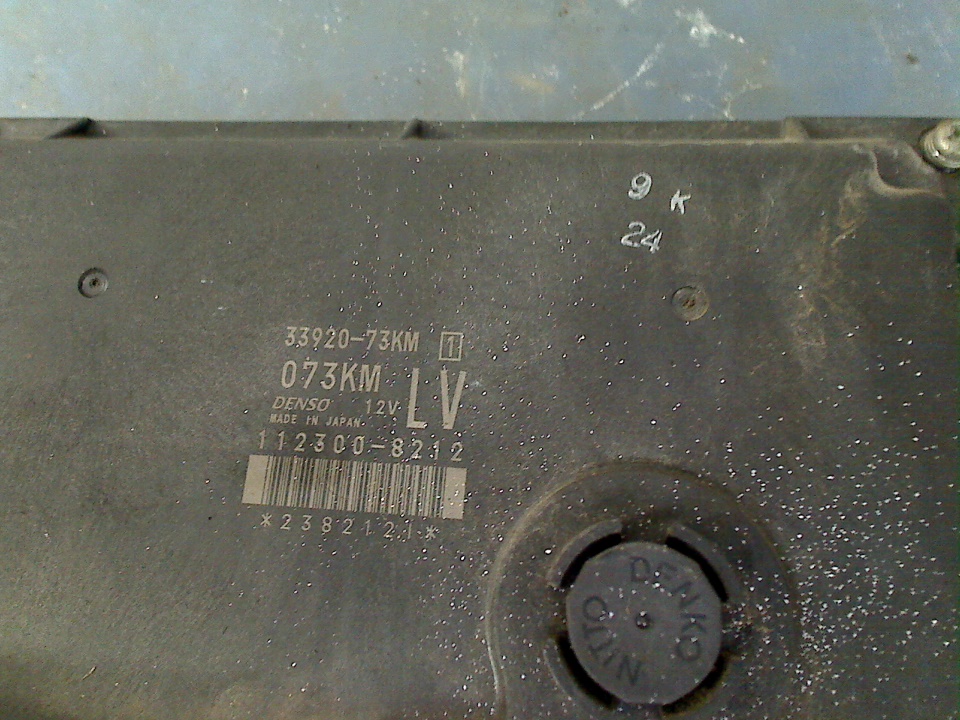 9 K
24
33920-73KM 1
073KM LV
DENSO 12V
MADE IN JAPAN
112300-8212
*2382121*
NITTO DENKO